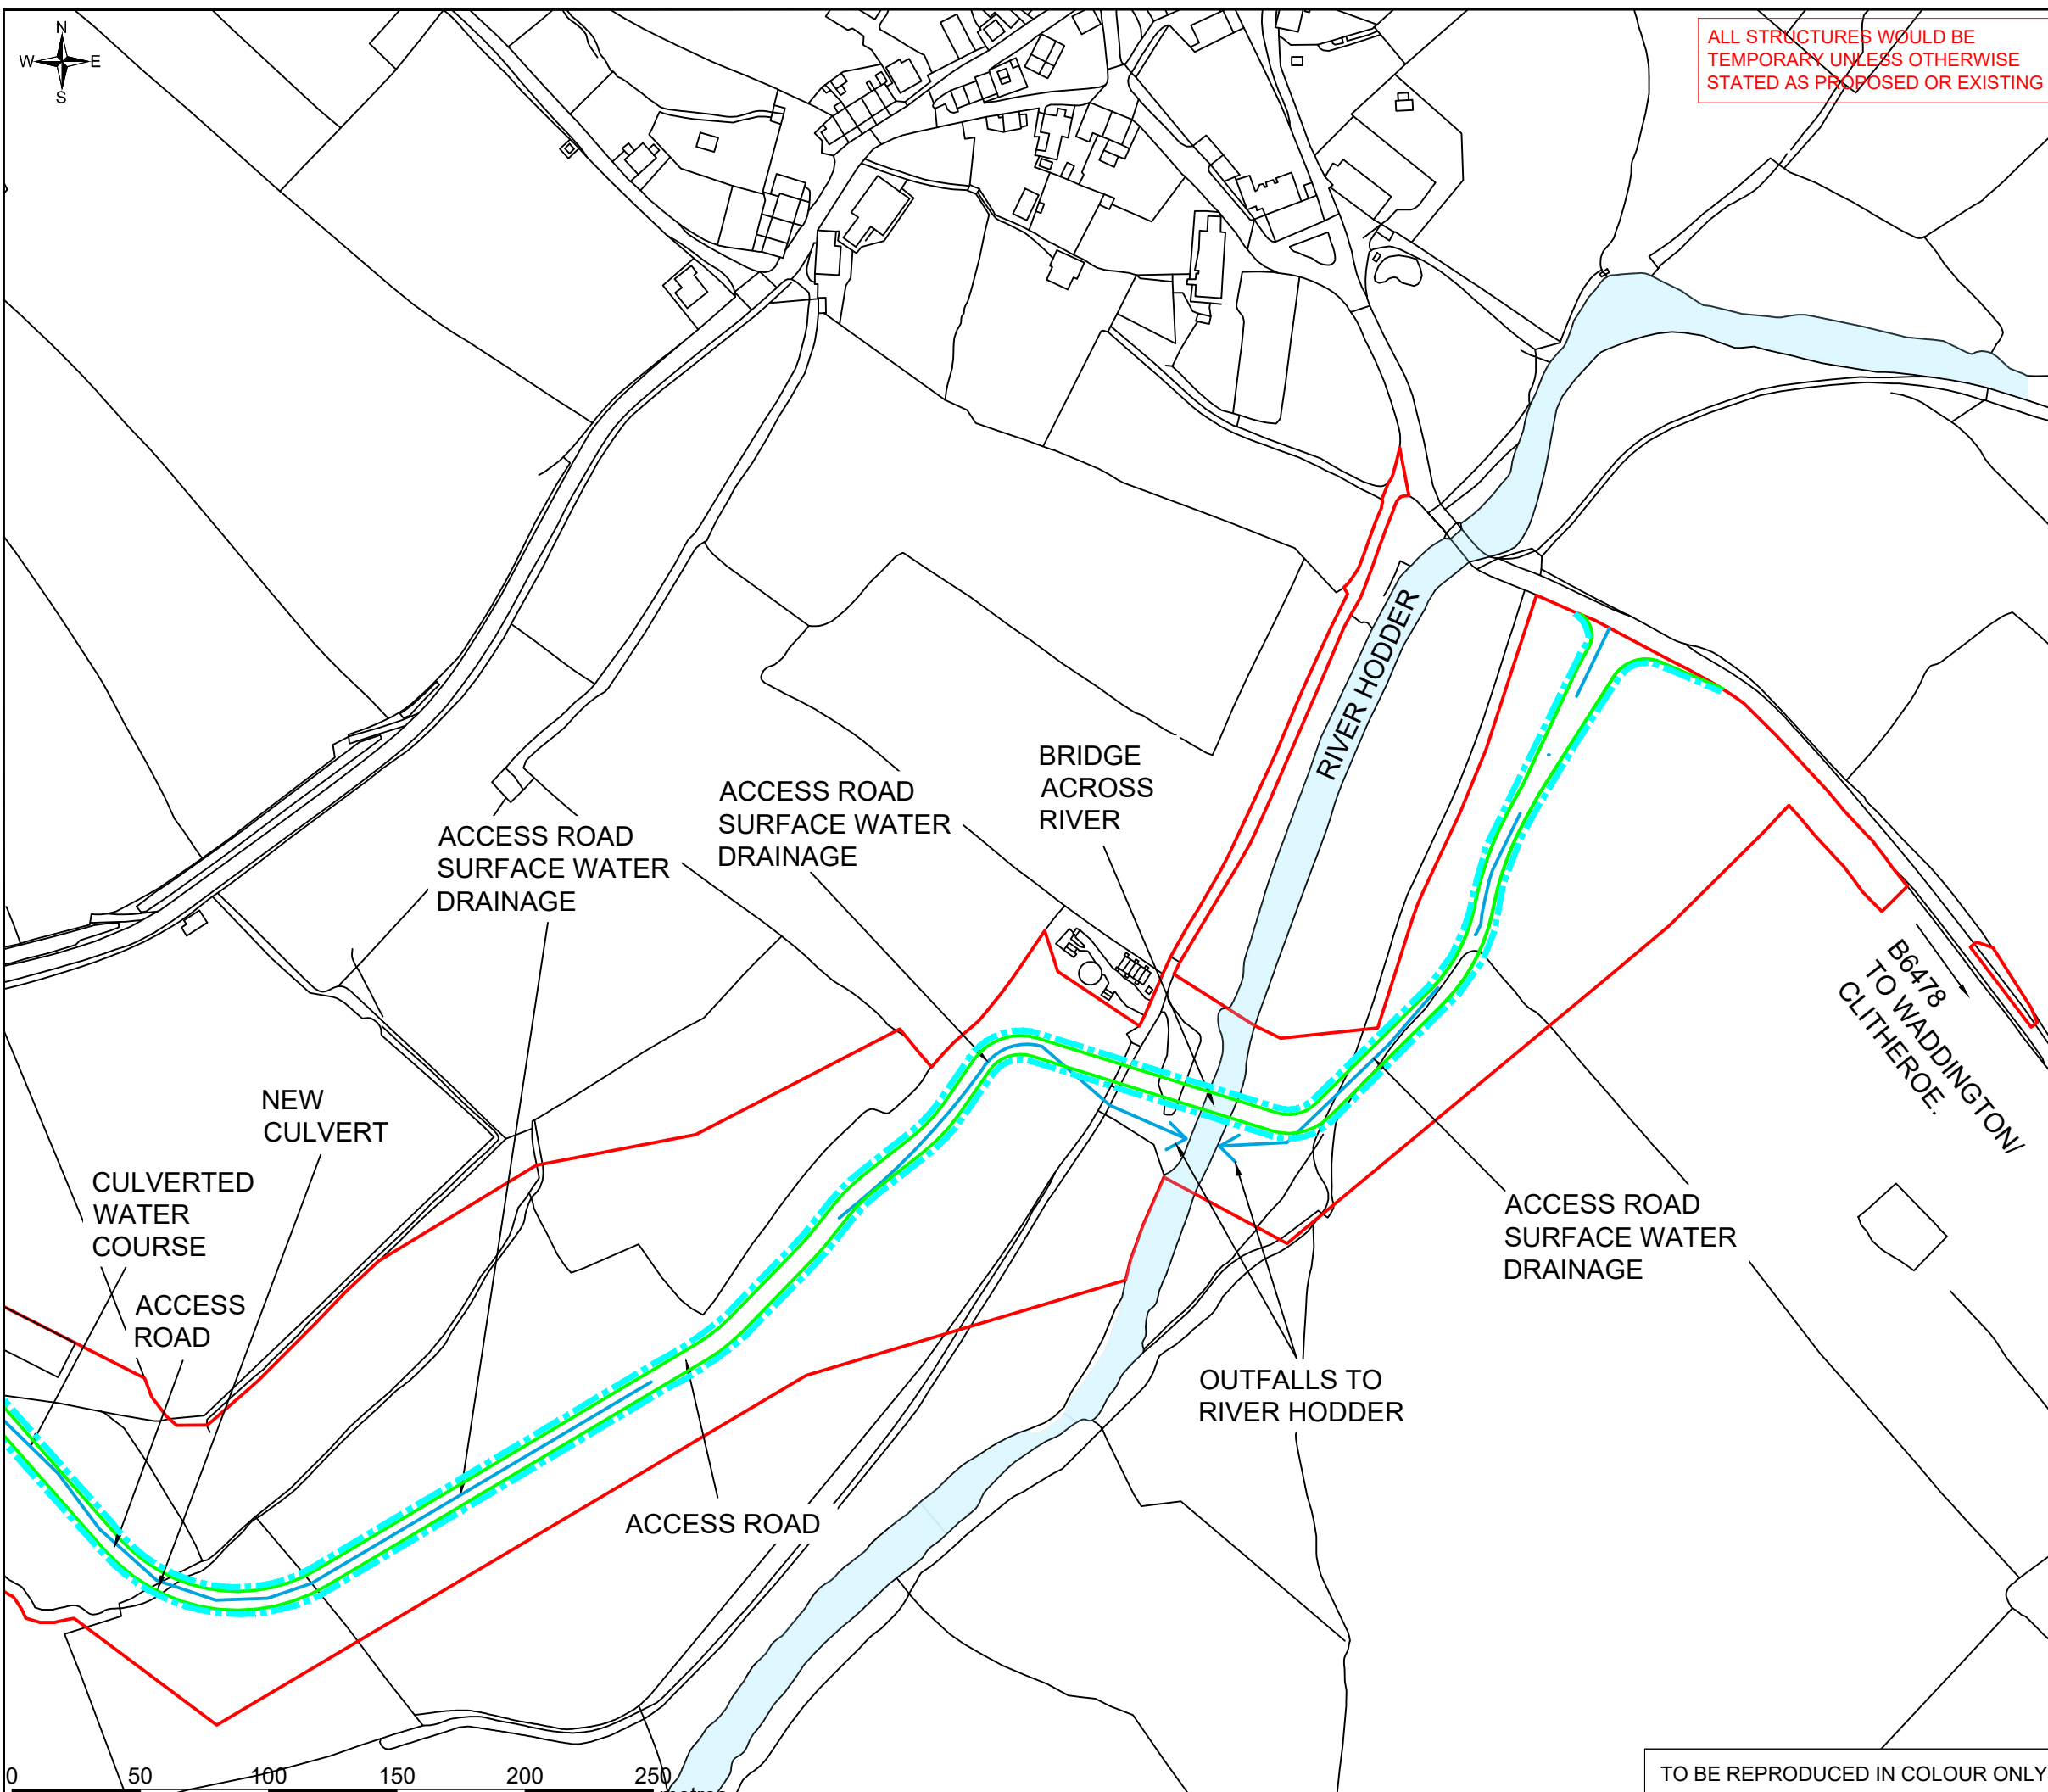 N
W E
S
ALL STRUCTURES WOULD BE
TEMPORARY UNLESS OTHERWISE
STATED AS PROPOSED OR EXISTING
RIVER HODDER
BRIDGE
ACROSS
RIVER
ACCESS ROAD
SURFACE WATER
DRAINAGE
ACCESS ROAD
SURFACE WATER
DRAINAGE
B6478
TO WADDINGTON/
CLITHEROE.
NEW
CULVERT
CULVERTED
WATER
COURSE
ACCESS
ROAD
ACCESS ROAD
SURFACE WATER
DRAINAGE
OUTFALLS TO
RIVER HODDER
ACCESS ROAD
0 50 100 150 200 250
metres
TO BE REPRODUCED IN COLOUR ONLY